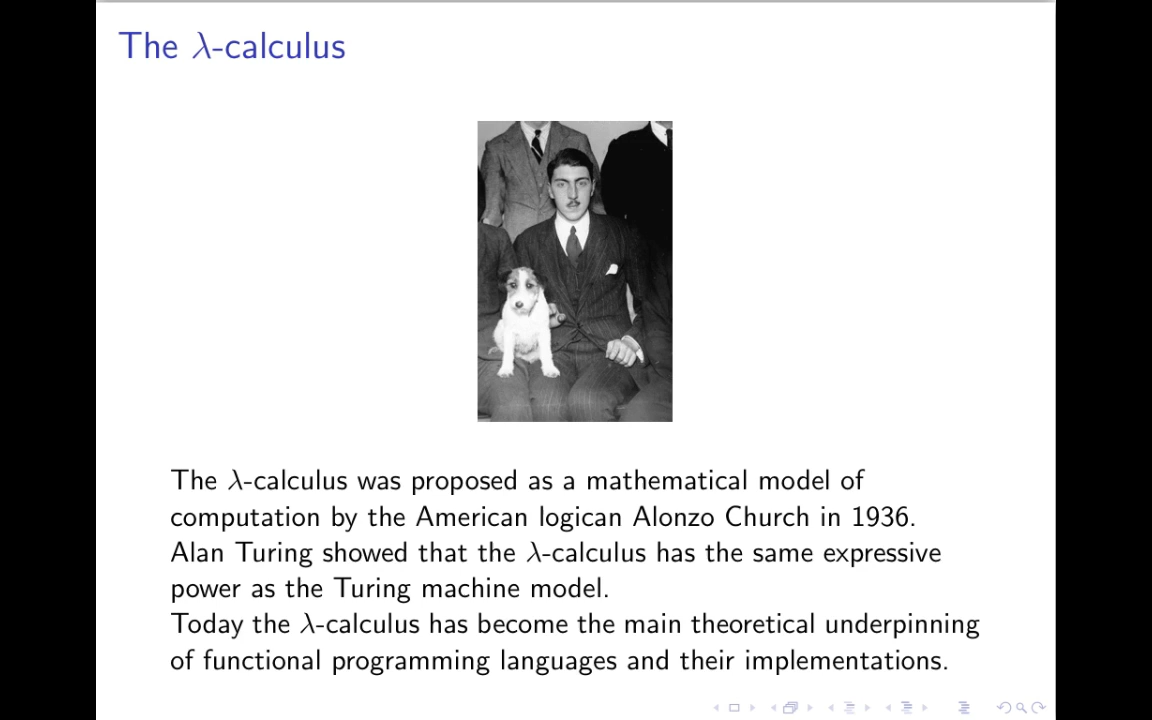 The λ-calculus
The λ-calculus was proposed as a mathematical model of
computation by the American logican Alonzo Church in 1936.
Alan Turing showed that the λ-calculus has the same expressive
power as the Turing machine model.
Today the λ-calculus has become the main theoretical underpinning
of functional programming languages and their implementations.